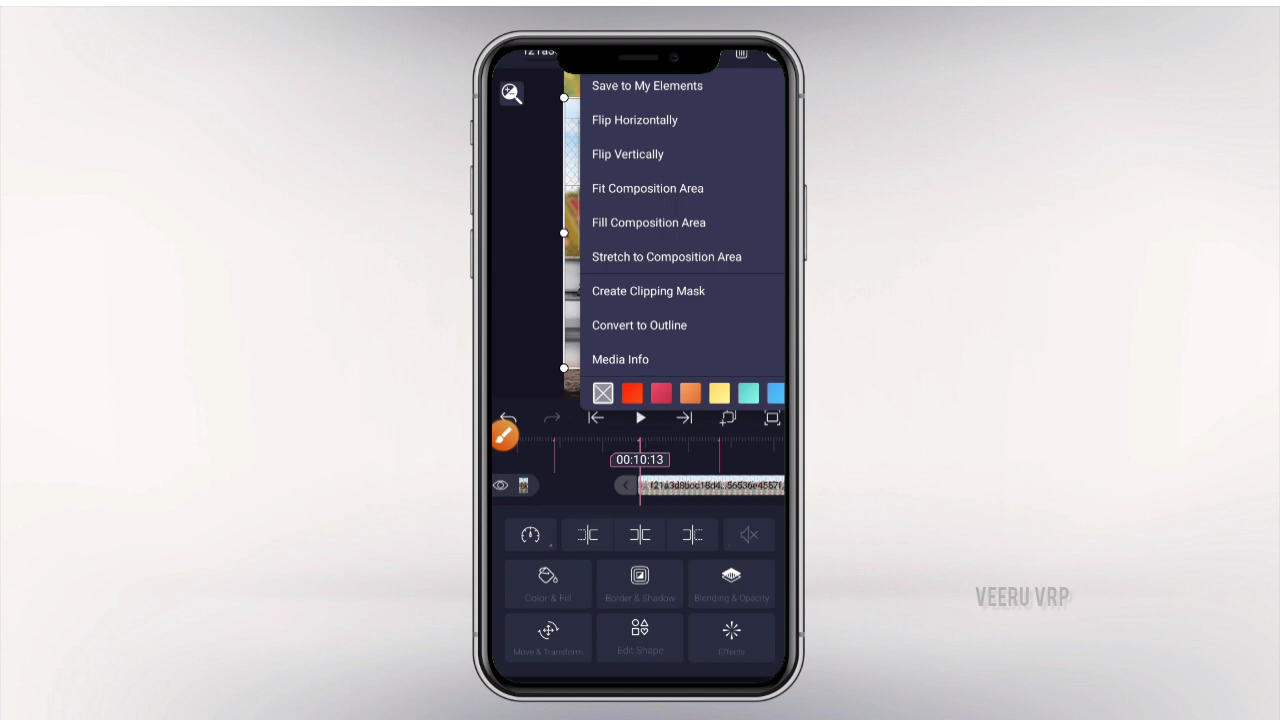 Save to My Elements
Flip Horizontally
Flip Vertically
Fit Composition Area
Fill Composition Area
Stretch to Composition Area
Create Clipping Mask
Convert to Outline
Media Info
00:10:13
Color & Fill
Border & Shadow
Blending & Opacity
Move & Transform
Edit Shape
Effects
VEERU VRP